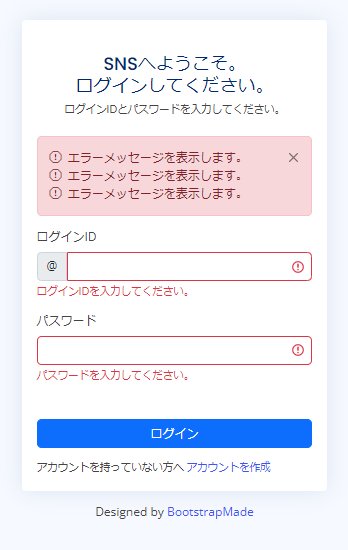 SNSへようこそ。
ログインしてください。
ログインIDとパスワードを入力してください。
エラーメッセージを表示します。
エラーメッセージを表示します。
エラーメッセージを表示します。
ログインID
@
ログインIDを入力してください。
パスワード
パスワードを入力してください。
ログイン
アカウントを持っていない方へ アカウントを作成
Designed by BootstrapMade